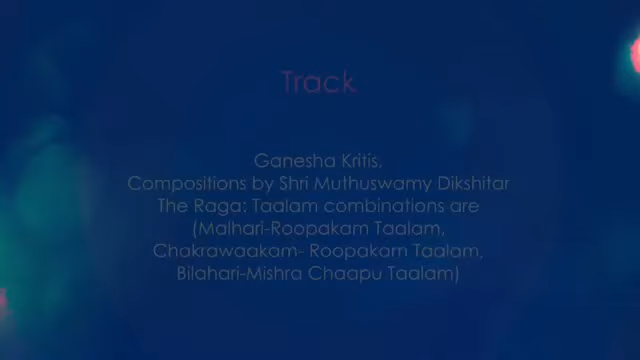 Track
Ganesha Kritis.
Compositions by Shri Muthuswamy Dikshitar
The Raga: Taalam combinations are
(Malhari-Roopakam Taalam,
Chakrawaakam- Roopakam Taalam,
Bilahari-Mishra Chaapu Taalam)